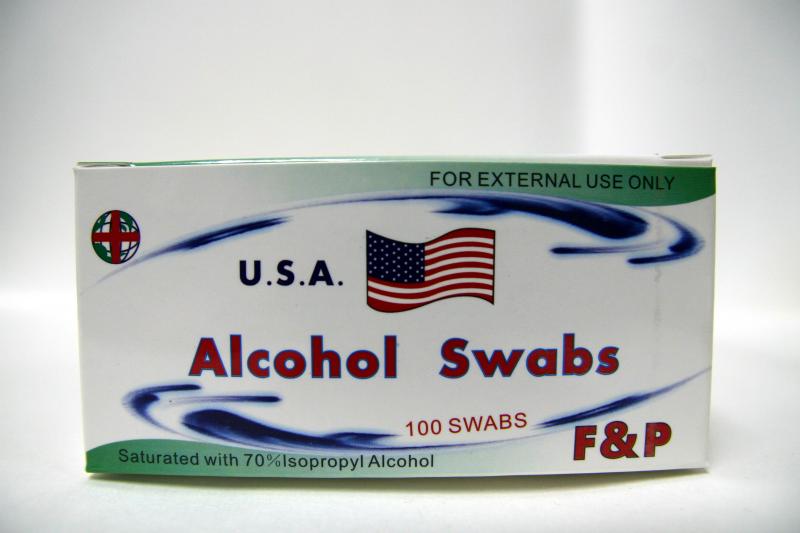 FOR EXTERNAL USE ONLY
U.S.A.
Alcohol Swabs
100 SWABS
F&P
Saturated with 70%Isopropyl Alcohol